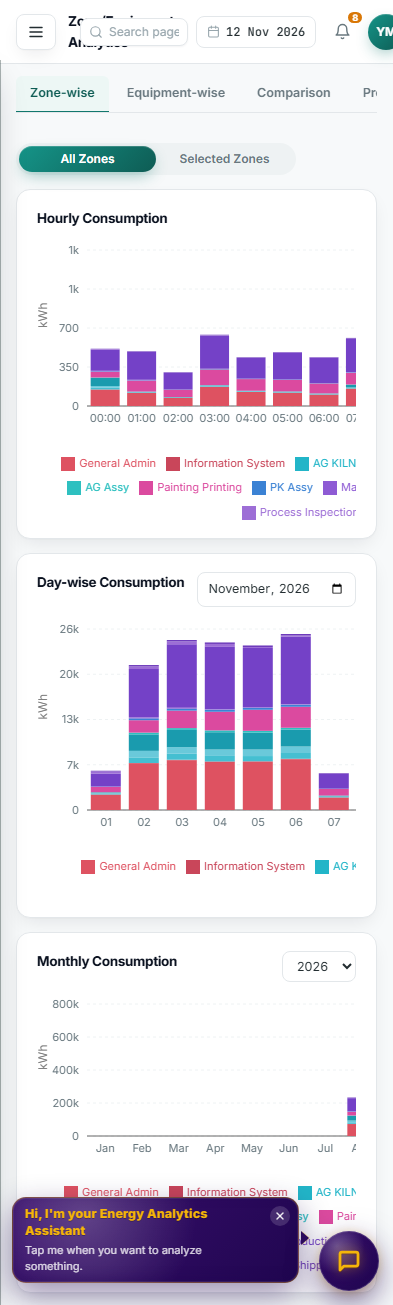 Analytics
Search page
12 Nov 2026
8
YM
Zone-wise
Equipment-wise
Comparison
All Zones
Selected Zones
Hourly Consumption
1k
1k
700
350
0
kWh
00:00 01:00 02:00 03:00 04:00 05:00 06:00 07
General Admin Information System AG KILN
AG Assy Painting Printing PK Assy Ma
Process Inspection
Day-wise Consumption
November, 2026
26k
20k
13k
7k
0
kWh
01 02 03 04 05 06 07
General Admin Information System AG K
Monthly Consumption
2026
800k
600k
400k
200k
0
kWh
Jan Feb Mar Apr May Jun Jul A
General Admin Information System AG KILN
sy Pair
Hi, I'm your Energy Analytics
Assistant
Tap me when you want to analyze
something.